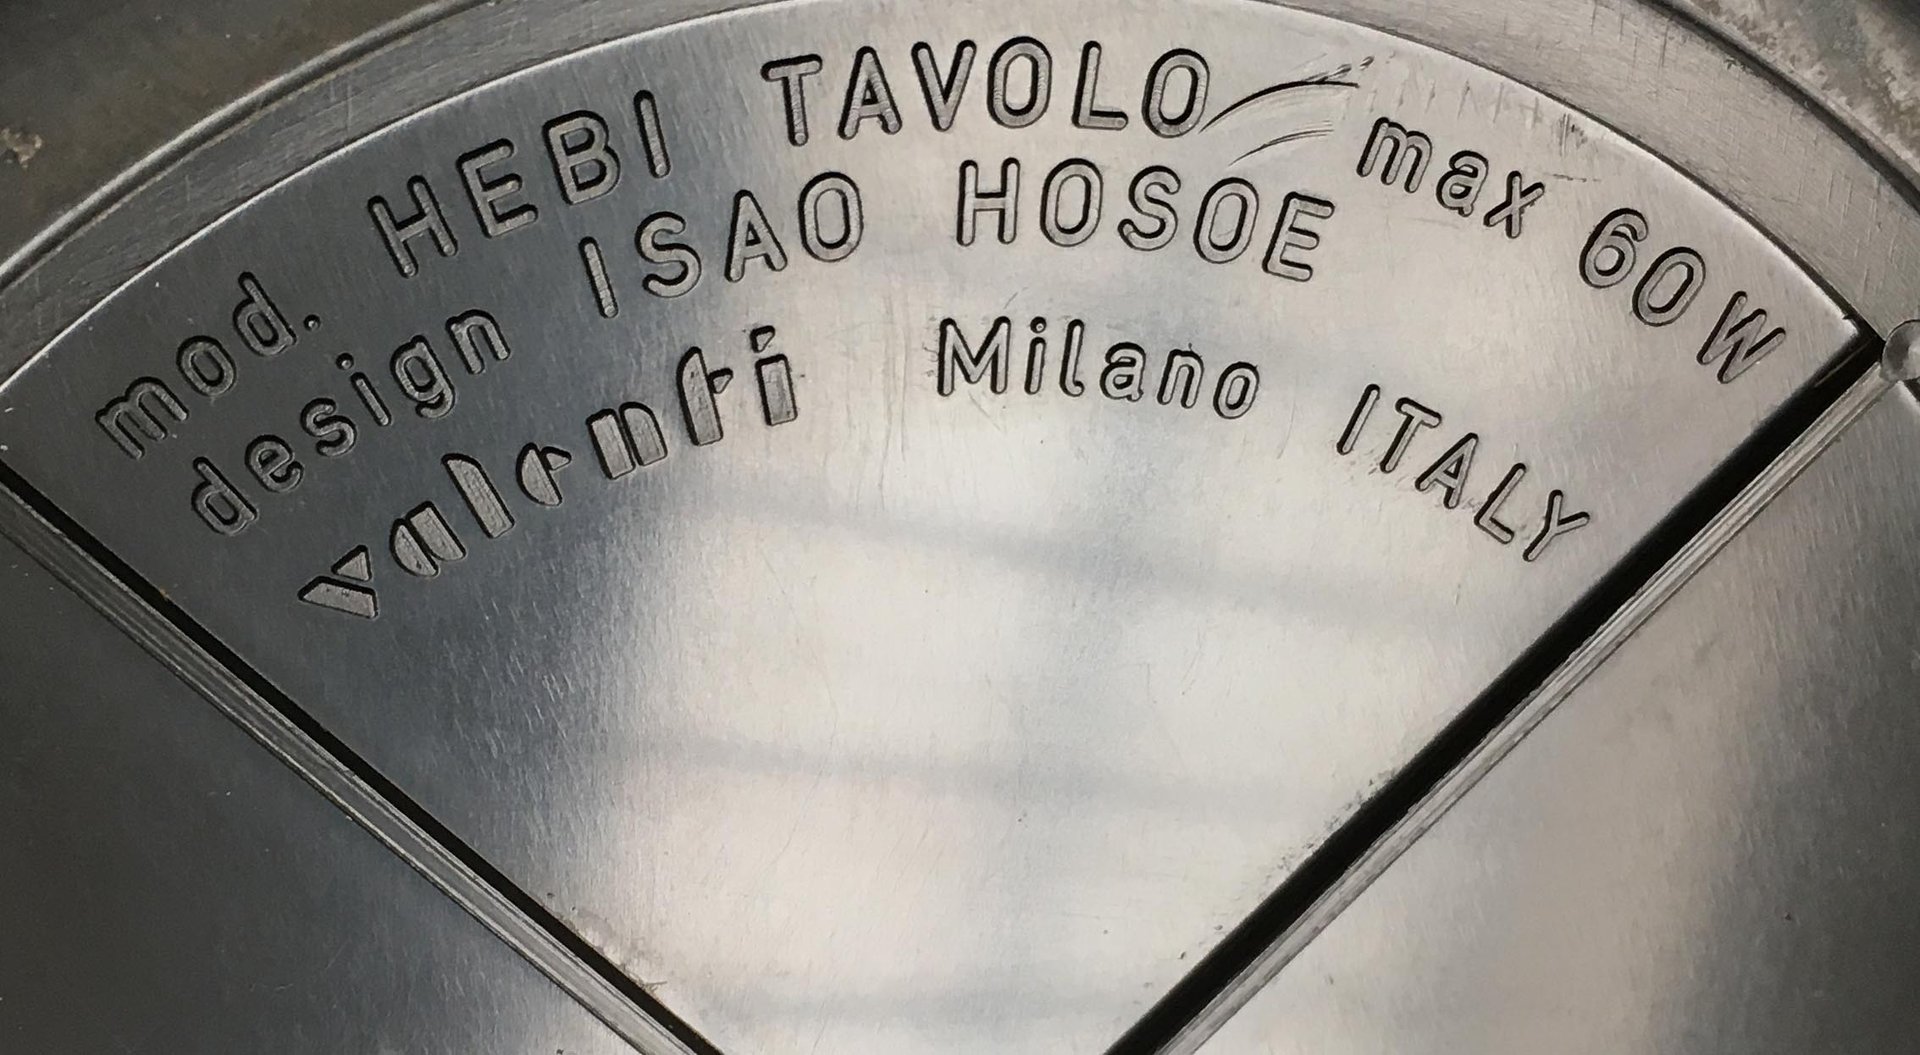 mod. HEBI TAVOLO max 60W
design ISAO HOSOE
valenti Milano ITALY